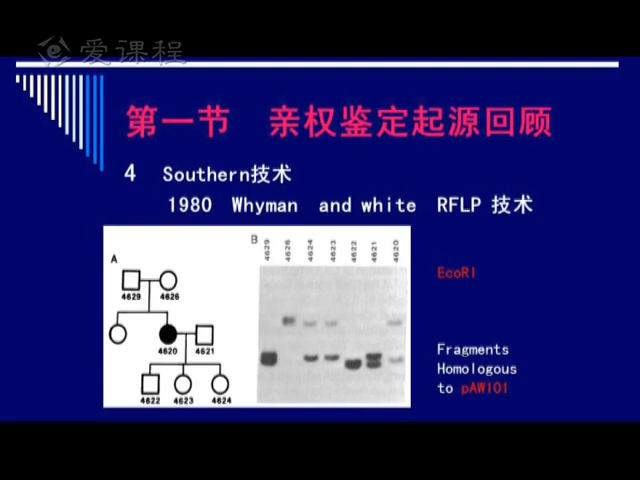 爱课程
第一节 亲权鉴定起源回顾
4 Southern技术
1980 Whyman and white RFLP 技术
A
4629 4626
4620 4621
4622 4623 4624
B
4629 4626 4624 4623 4622 4621 4620
EcoRI
Fragments
Homologous
to pAW101